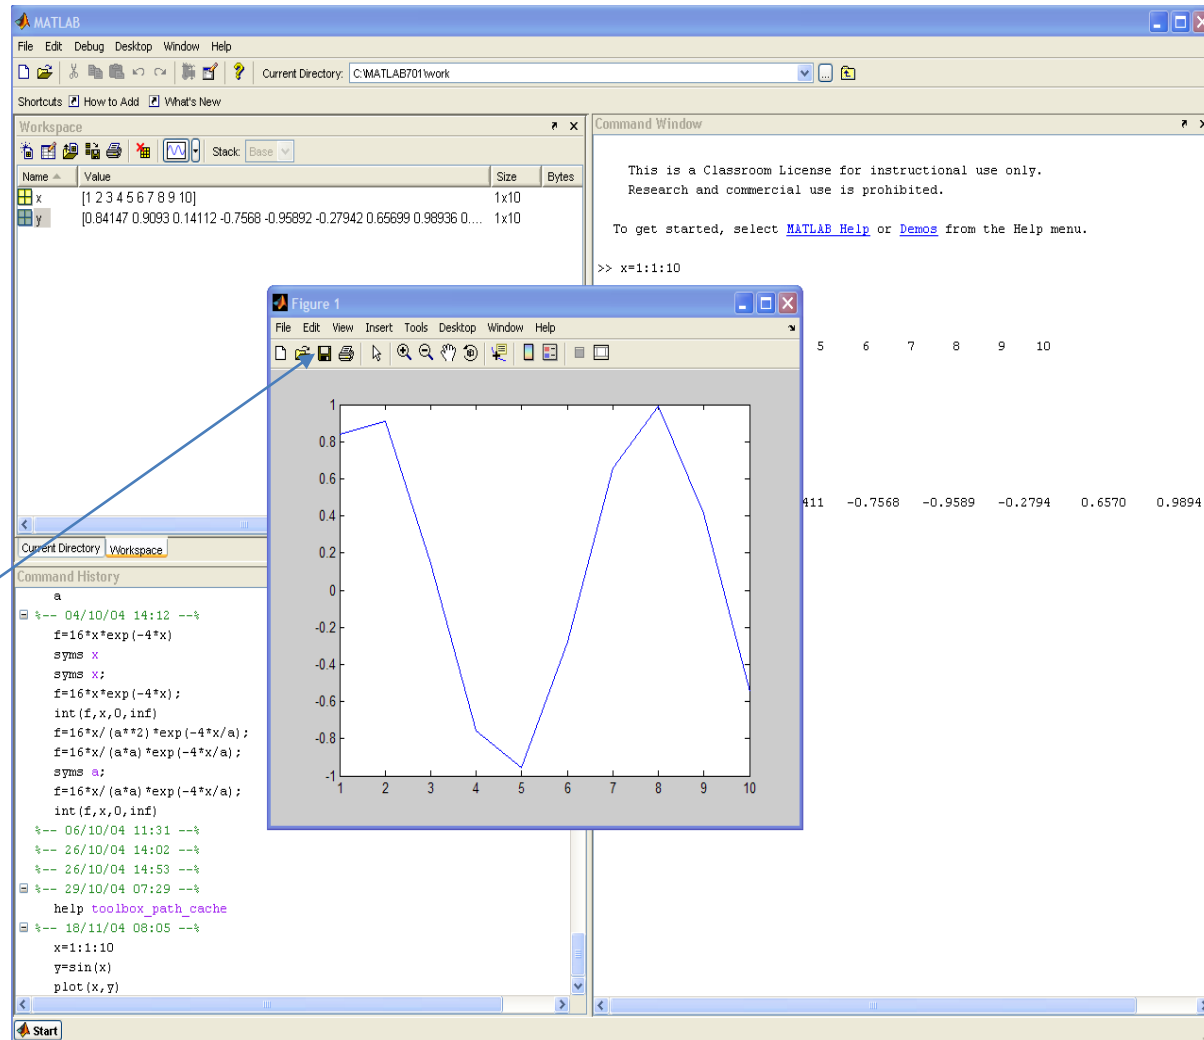 MATLAB
File Edit Debug Desktop Window Help
Current Directory: C:\MATLAB701\work
Shortcuts How to Add What's New
Workspace
Stack: Base
Name Value Size Bytes
x [1 2 3 4 5 6 7 8 9 10] 1x10
y [0.84147 0.9093 0.14112 -0.7568 -0.95892 -0.27942 0.65699 0.98936 0.... 1x10
Current Directory Workspace
Command History
a
%-- 04/10/04 14:12 --%
f=16*x*exp(-4*x)
syms x
syms x;
f=16*x*exp(-4*x);
int(f,x,0,inf)
f=16*x/(a**2)*exp(-4*x/a);
f=16*x/(a*a)*exp(-4*x/a);
syms a;
f=16*x/(a*a)*exp(-4*x/a);
int(f,x,0,inf)
%-- 06/10/04 11:31 --%
%-- 26/10/04 14:02 --%
%-- 26/10/04 14:53 --%
%-- 29/10/04 07:29 --%
help toolbox_path_cache
%-- 18/11/04 08:05 --%
x=1:1:10
y=sin(x)
plot(x,y)
Start
Command Window
This is a Classroom License for instructional use only.
Research and commercial use is prohibited.
To get started, select MATLAB Help or Demos from the Help menu.
>> x=1:1:10
5 6 7 8 9 10
411 -0.7568 -0.9589 -0.2794 0.6570 0.9894
Figure 1
File Edit View Insert Tools Desktop Window Help
1
0.8
0.6
0.4
0.2
0
-0.2
-0.4
-0.6
-0.8
-1
1 2 3 4 5 6 7 8 9 10